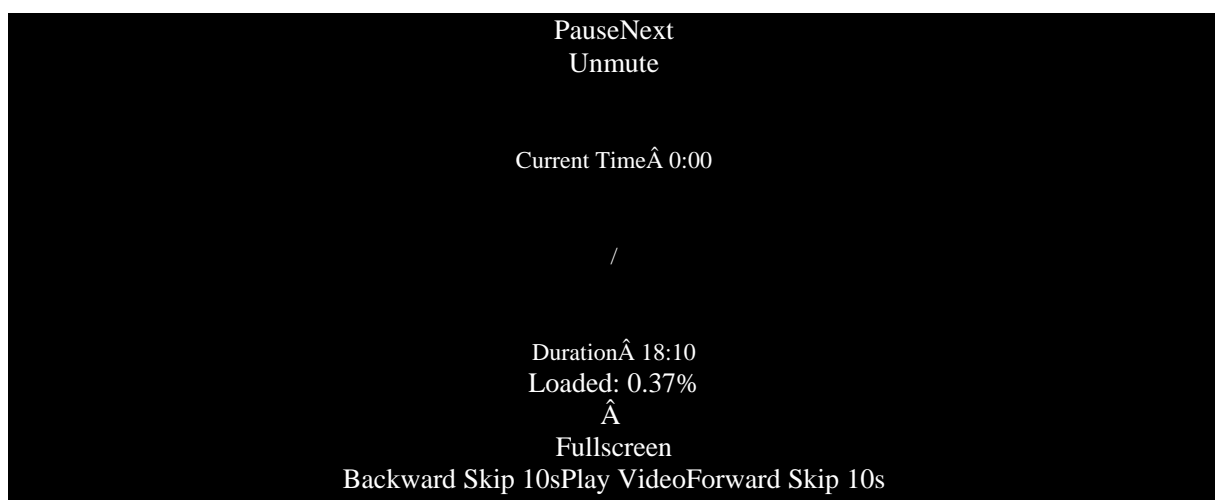 PauseNext
Unmute
Current TimeÂ 0:00
/
DurationÂ 18:10
Loaded: 0.37%
Â
Fullscreen
Backward Skip 10sPlay VideoForward Skip 10s